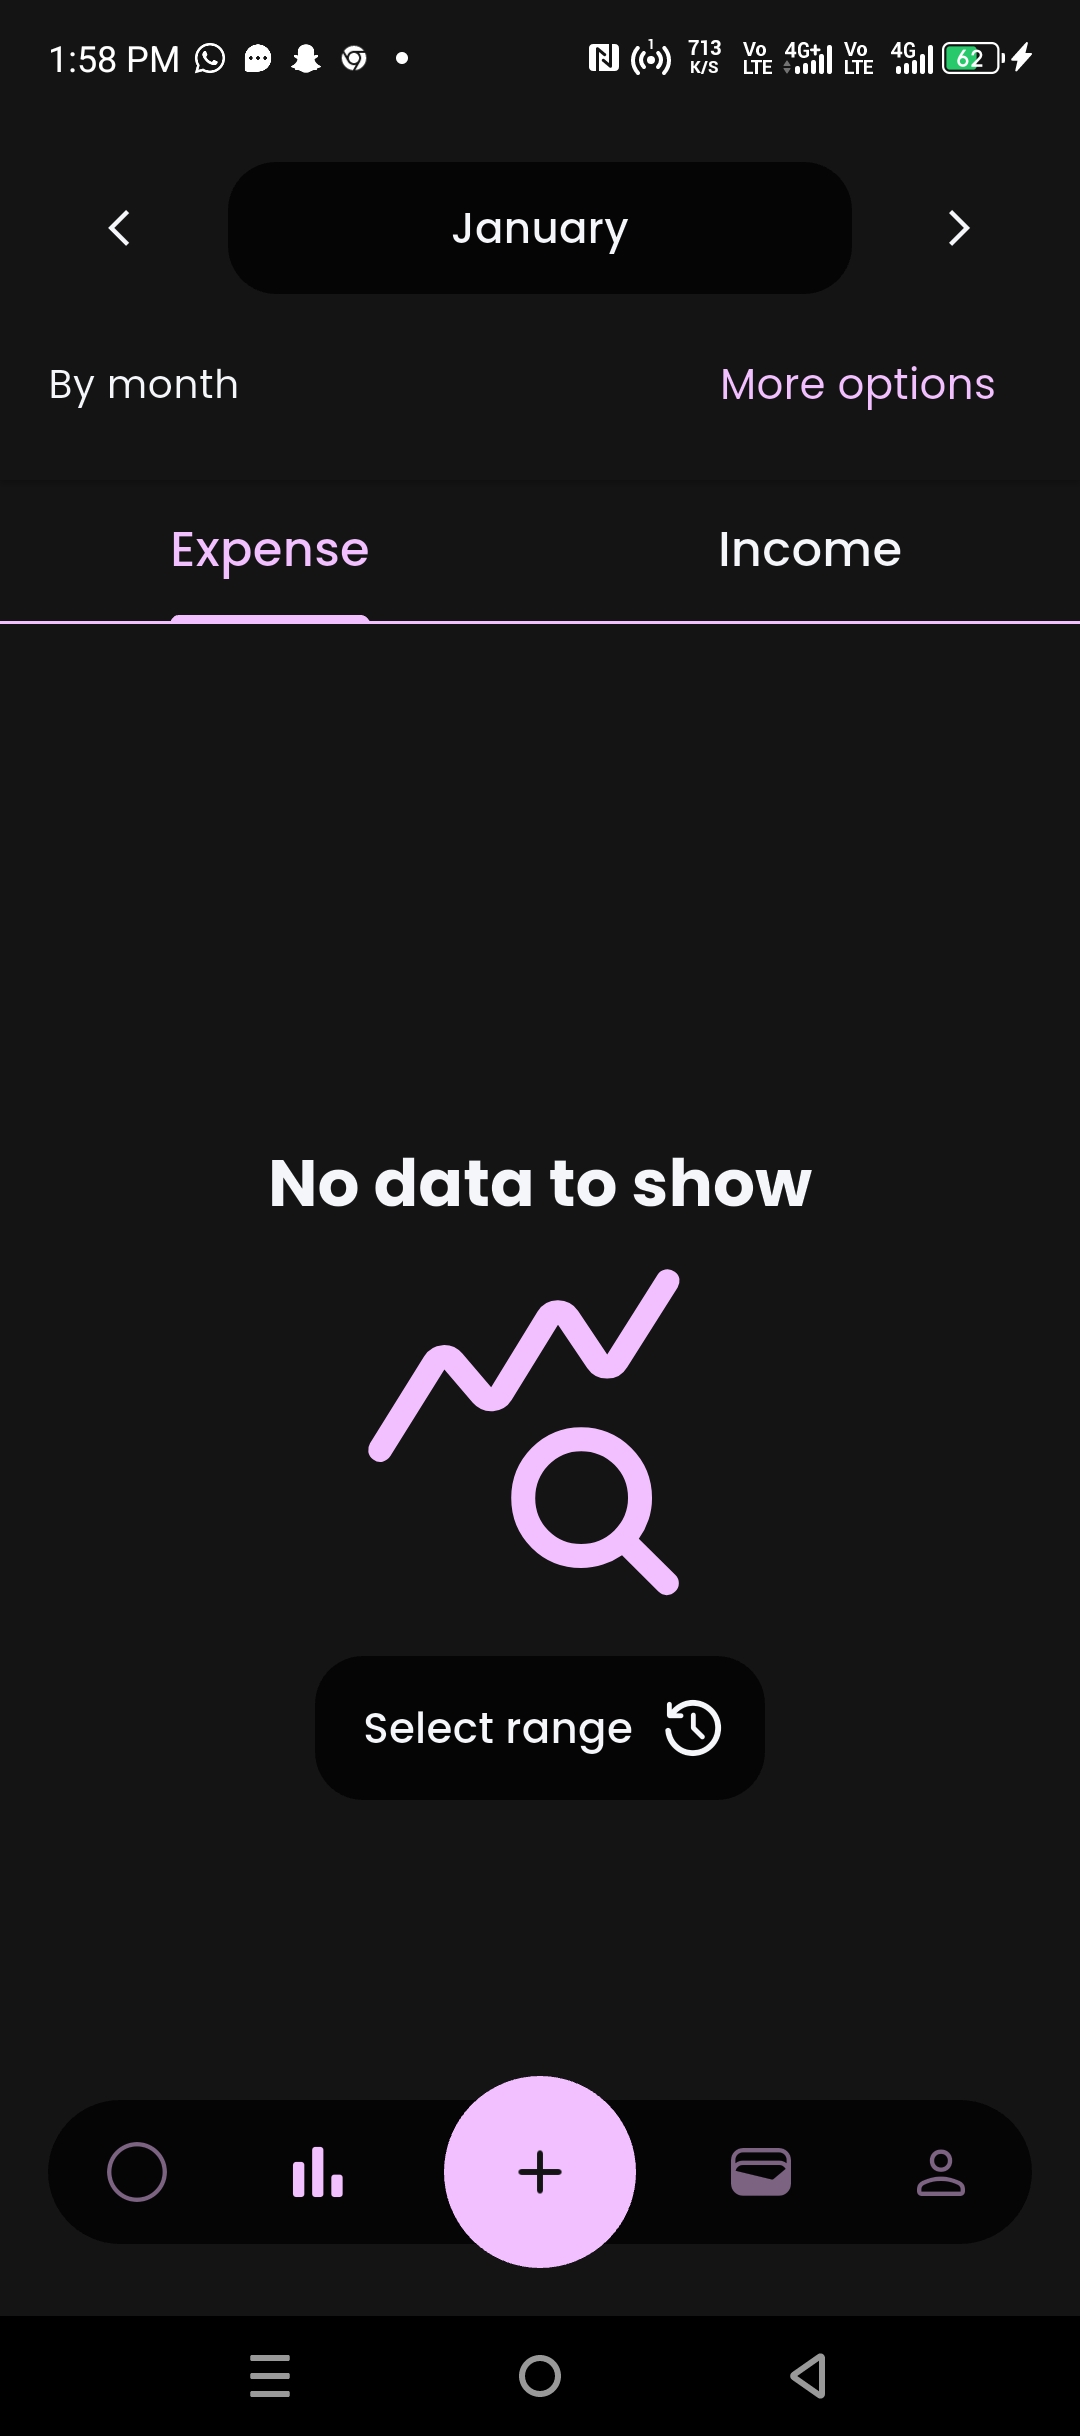 1:58 PM
1
713 K/S
Vo LTE 4G+ Vo LTE 4G 62
January
By month
More options
Expense
Income
No data to show
Select range